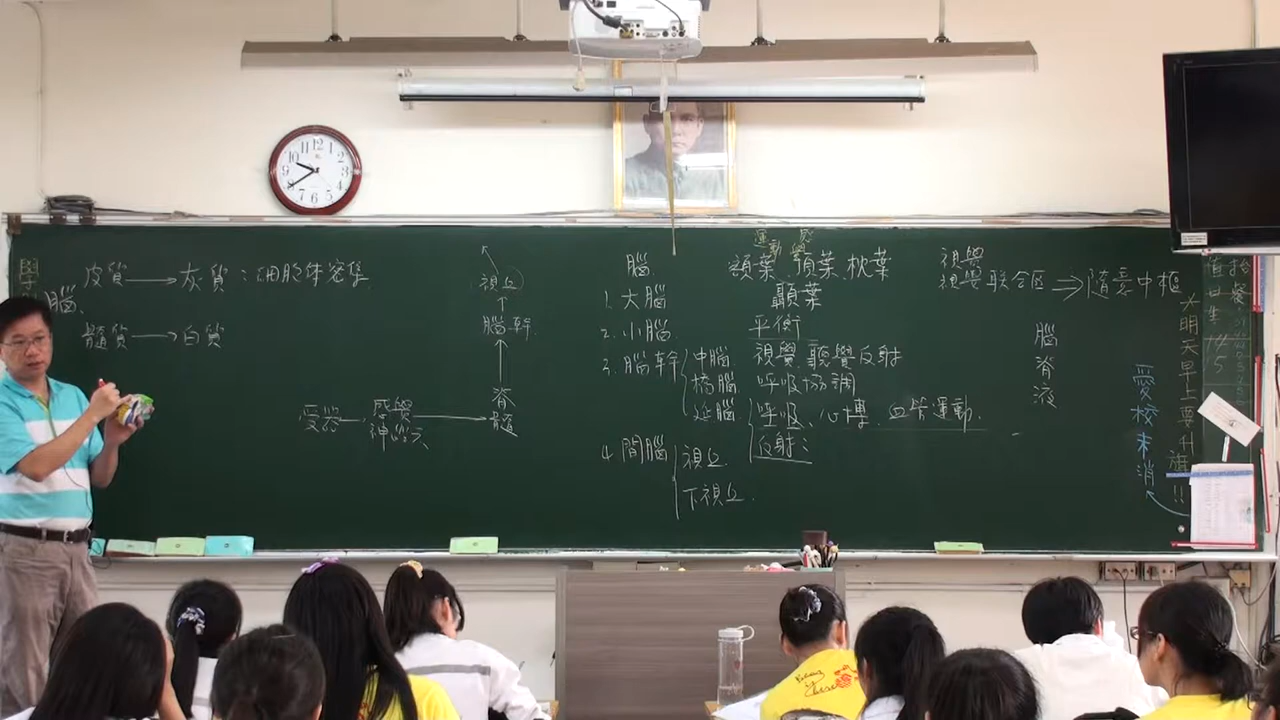 皮質→灰質：細胞体密集
腦
髓質→白質
視丘
↑
腦幹
↑
受器—感覺神經元→脊髓
腦
1. 大腦
2. 小腦
3. 腦幹
中腦
橋腦
延腦
4. 間腦
視丘
下視丘
運動 感覺
額葉、頂葉、枕葉
顳葉
平衡
視覺、聽覺反射
呼吸協調
呼吸、心搏、血管運動
反射：
視覺
視覺联合區⇒隨意中樞
腦脊液
愛校未消
大明天早上要升旗!!